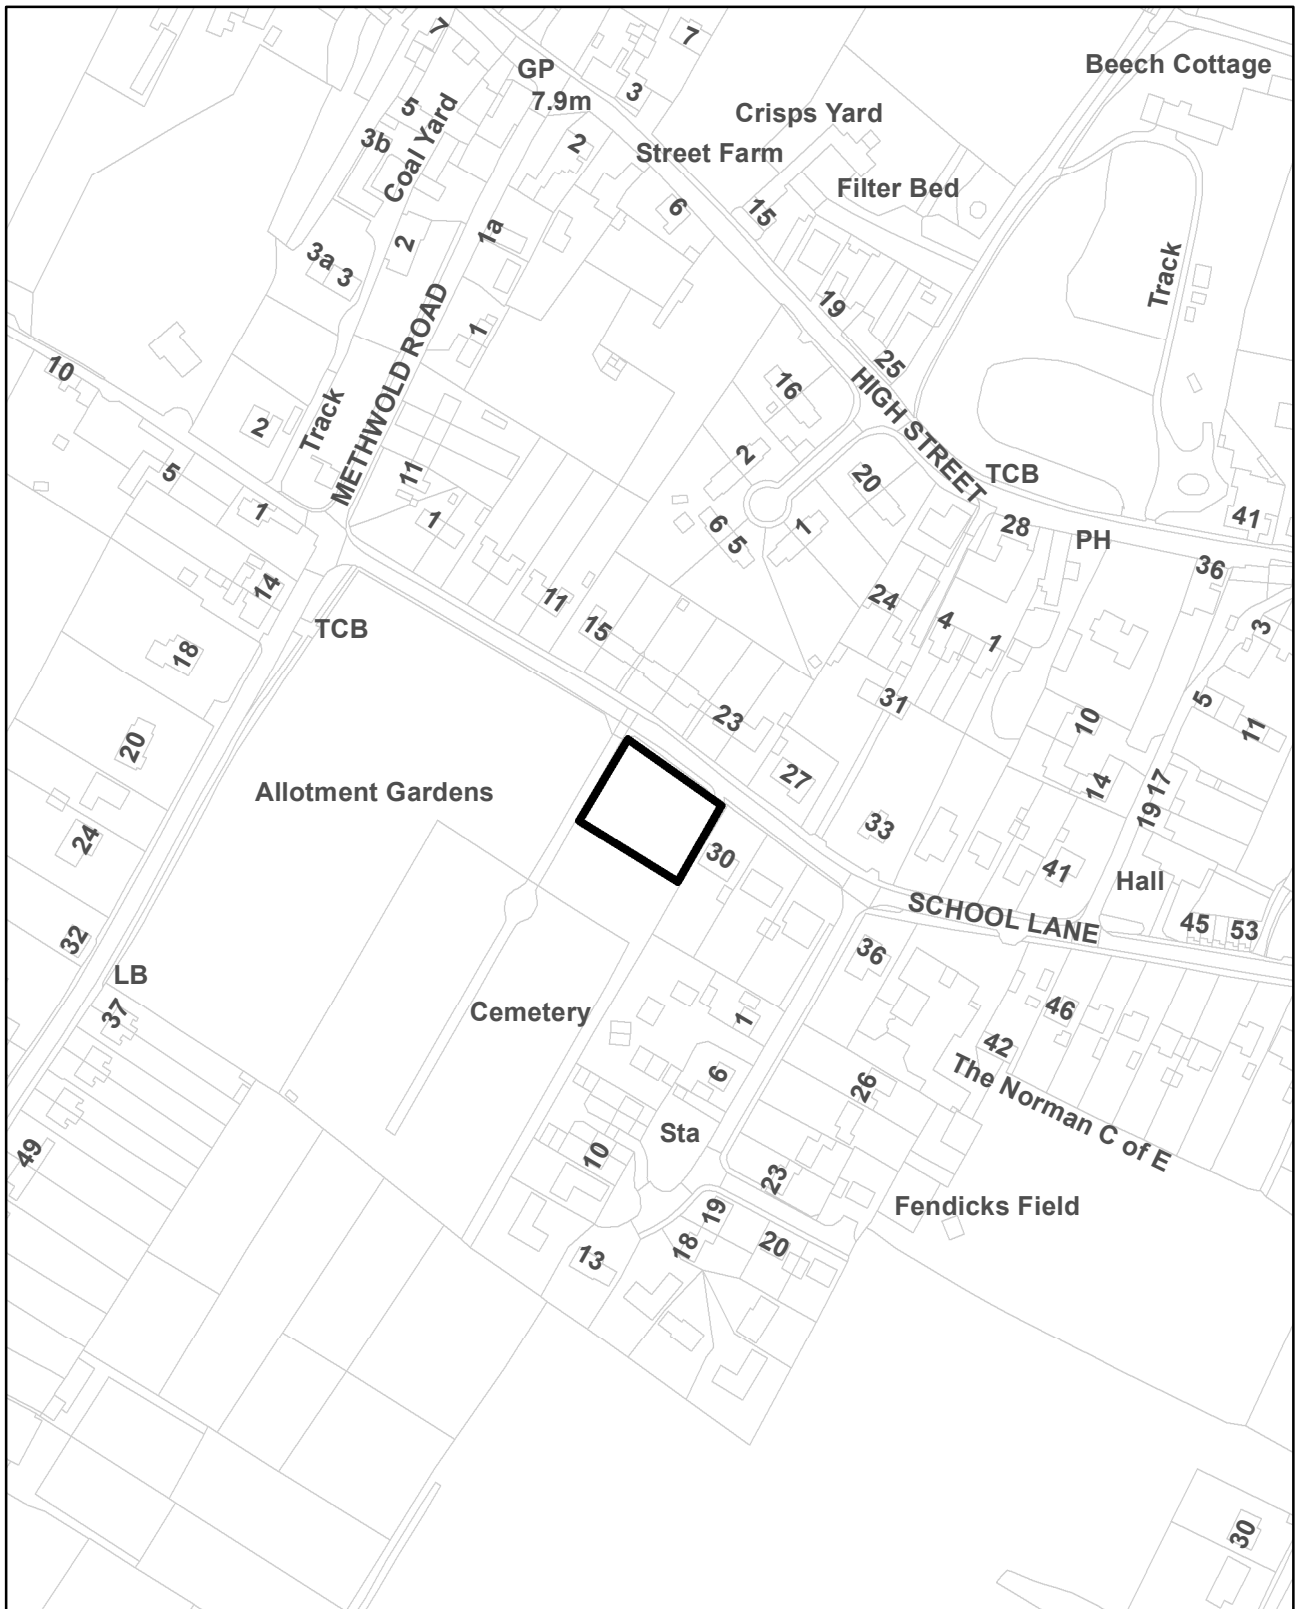 7
7
GP
Beech Cottage
7.9m
3
5
Coal Yard
Crisps Yard
3b
2
Street Farm
Filter Bed
6
15
1a
2
3a
3
Track
19
1
METHWOLD ROAD
10
25
16
HIGH STREET
2
Track
2
11
5
20
TCB
1
1
6
5
1
28
PH
41
36
14
11
24
4
1
3
15
TCB
18
31
5
23
10
11
20
27
14
17
19
Allotment Gardens
33
24
30
41
Hall
SCHOOL LANE
45
53
32
36
LB
37
Cemetery
1
46
42
The Norman C of E
6
26
Sta
49
10
23
Fendicks Field
19
18
20
13
30